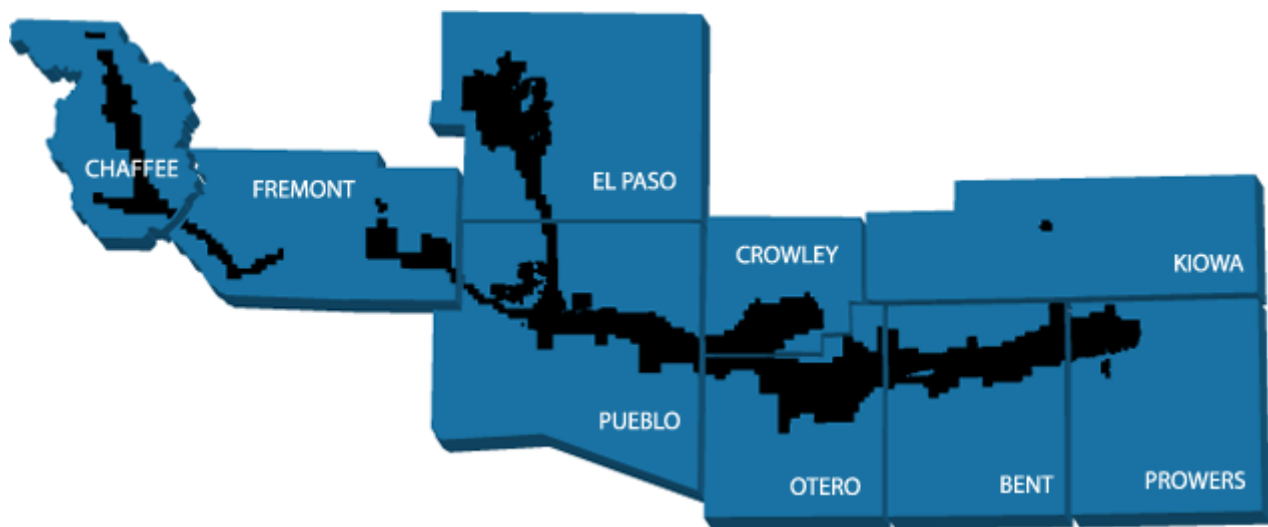 CHAFFEE
FREMONT
EL PASO
CROWLEY
KIOWA
PUEBLO
OTERO
BENT
PROWERS